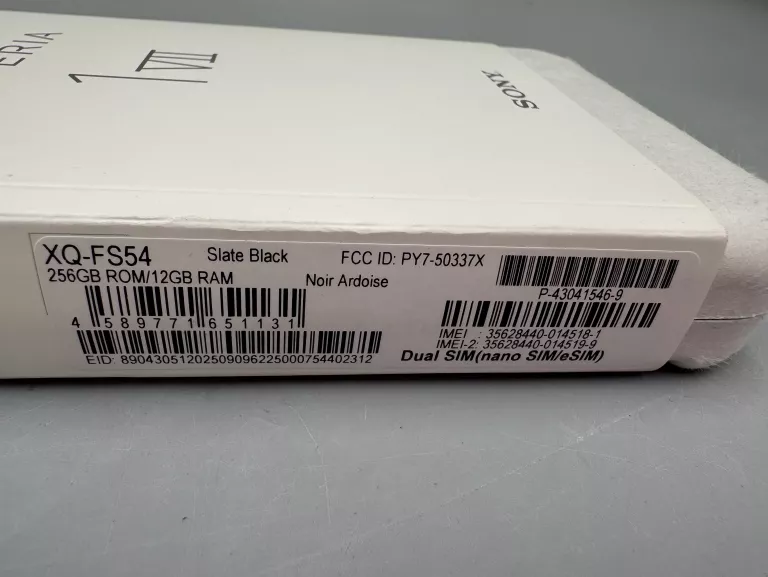 ERIA
1 VII
SONY
XQ-FS54
Slate Black
FCC ID: PY7-50337X
256GB ROM/12GB RAM
Noir Ardoise
P-43041546-9
4 589771 651131
IMEI : 35628440-014518-1
IMEI-2: 35628440-014519-9
EID: 89043051202509096225000754402312
Dual SIM(nano SIM/eSIM)